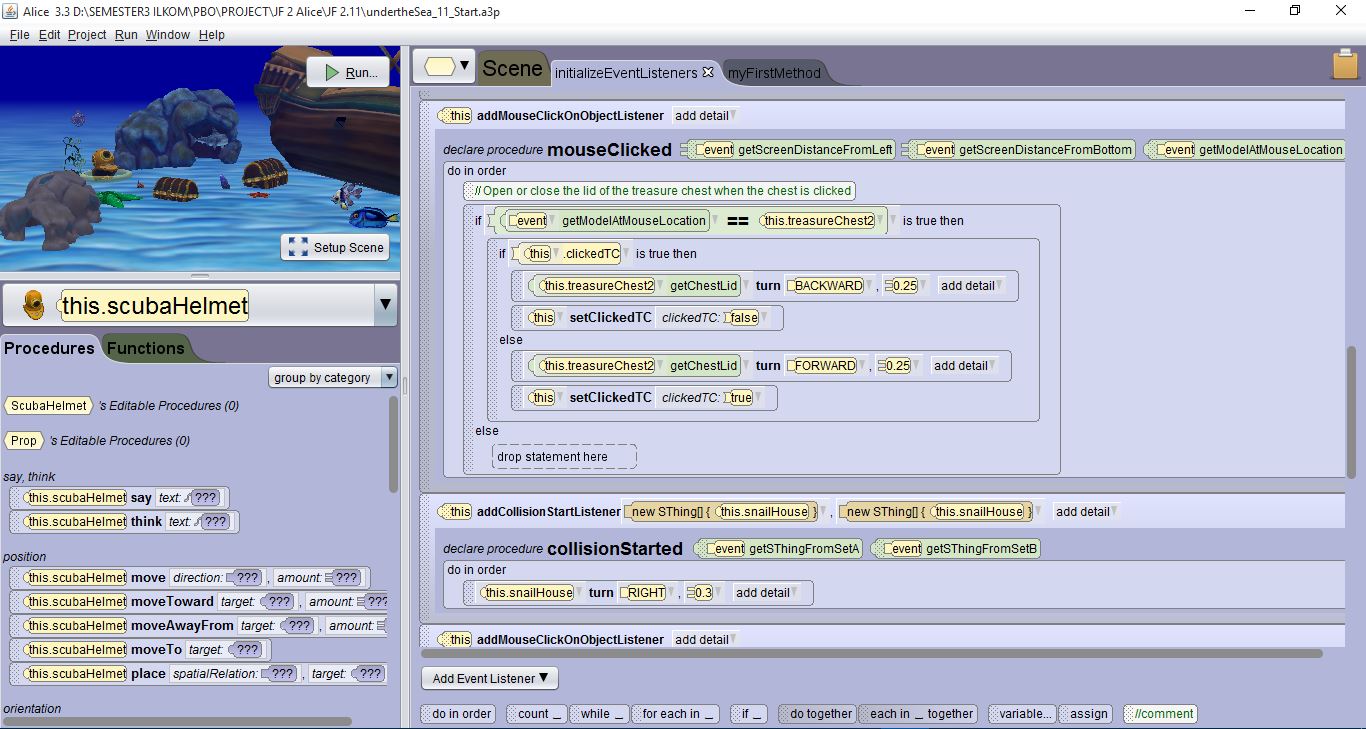 Alice 3.3 D:\SEMESTER3 ILKOM\PBO\PROJECT\JF 2 Alice\JF 2.11\undertheSea_11_Start.a3p
File Edit Project Run Window Help
Run...
Setup Scene
this.scubaHelmet
Procedures Functions
group by category
ScubaHelmet 's Editable Procedures (0)
Prop 's Editable Procedures (0)
say, think
this.scubaHelmet say text: ???
this.scubaHelmet think text: ???
position
this.scubaHelmet move direction: ??? , amount: ???
this.scubaHelmet moveToward target: ??? , amount: ???
this.scubaHelmet moveAwayFrom target: ??? , amount:
this.scubaHelmet moveTo target: ???
this.scubaHelmet place spatialRelation: ??? , target: ???
orientation
Scene initializeEventListeners myFirstMethod
this addMouseClickOnObjectListener add detail
declare procedure mouseClicked event getScreenDistanceFromLeft event getScreenDistanceFromBottom event getModelAtMouseLocation
do in order
//Open or close the lid of the treasure chest when the chest is clicked
if event getModelAtMouseLocation == this.treasureChest2 is true then
if this .clickedTC is true then
this.treasureChest2 getChestLid turn BACKWARD , 0.25 add detail
this setClickedTC clickedTC: false
else
this.treasureChest2 getChestLid turn FORWARD , 0.25 add detail
this setClickedTC clickedTC: true
else
drop statement here
this addCollisionStartListener new SThing[] { this.snailHouse } , new SThing[] { this.snailHouse } add detail
declare procedure collisionStarted event getSThingFromSetA event getSThingFromSetB
do in order
this.snailHouse turn RIGHT , 0.3 add detail
this addMouseClickOnObjectListener add detail
Add Event Listener
do in order count _ while _ for each in _ if _ do together each in _ together variable... assign //comment